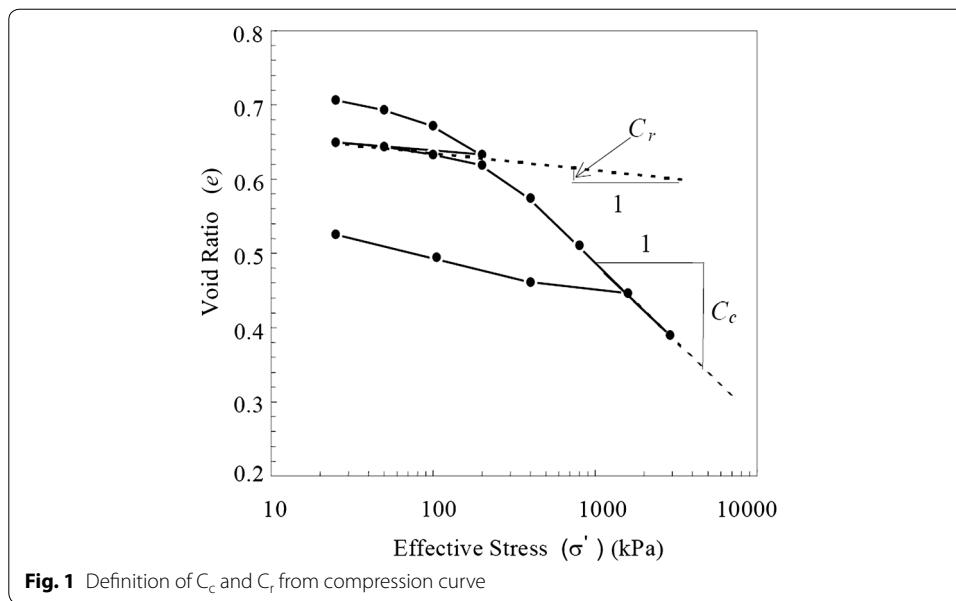 0.8
0.7
0.6
0.5
0.4
0.3
0.2
Void Ratio (e)
C_r
1
1
C_c
10 100 1000 10000
Effective Stress (σ') (kPa)
Fig. 1 Definition of C_c and C_r from compression curve